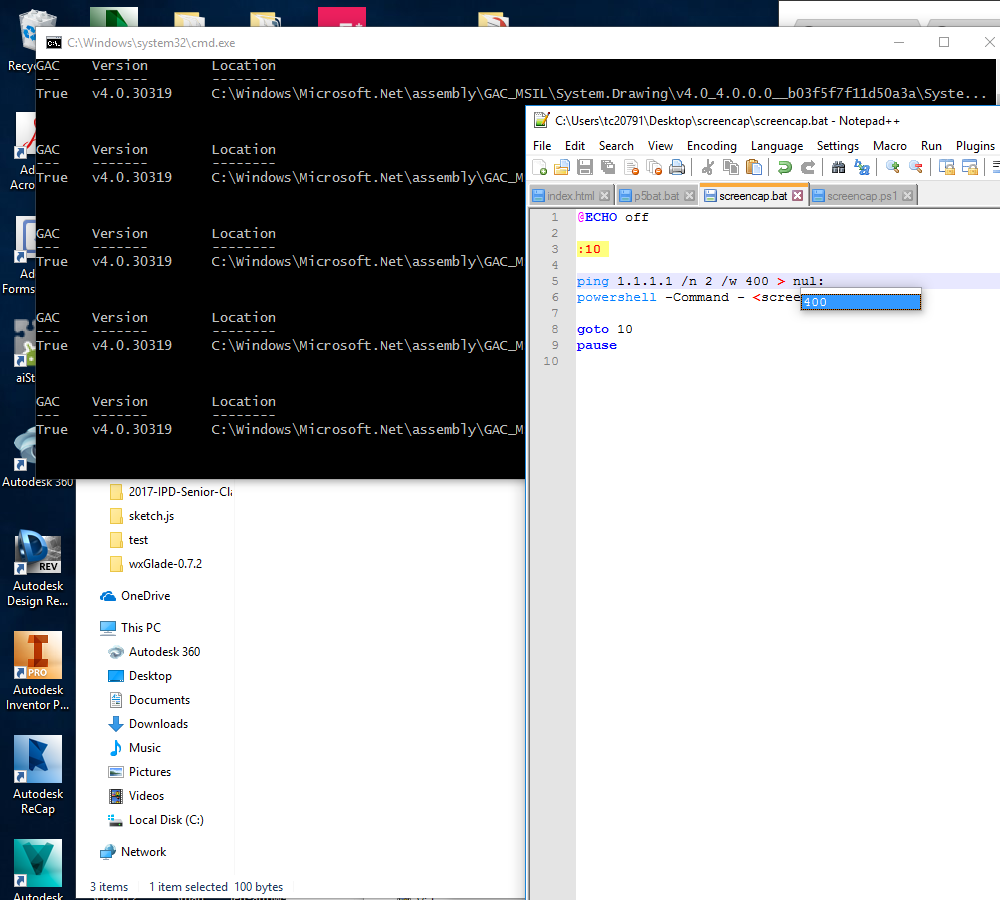 C:\Windows\system32\cmd.exe
GAC Version Location
--- ------- --------
True v4.0.30319 C:\Windows\Microsoft.Net\assembly\GAC_MSIL\System.Drawing\v4.0_4.0.0.0__b03f5f7f11d50a3a\Syste...
GAC Version Location
--- ------- --------
True v4.0.30319 C:\Windows\Microsoft.Net\assembly\GAC_M
GAC Version Location
--- ------- --------
True v4.0.30319 C:\Windows\Microsoft.Net\assembly\GAC_M
GAC Version Location
--- ------- --------
True v4.0.30319 C:\Windows\Microsoft.Net\assembly\GAC_M
GAC Version Location
--- ------- --------
True v4.0.30319 C:\Windows\Microsoft.Net\assembly\GAC_M
C:\Users\tc20791\Desktop\screencap\screencap.bat - Notepad++
File Edit Search View Encoding Language Settings Macro Run Plugins
index.html p5bat.bat screencap.bat screencap.ps1
1 @ECHO off
2
3 :10
4
5 ping 1.1.1.1 /n 2 /w 400 > nul:
6 powershell -Command - <scree
400
7
8 goto 10
9 pause
10
Recyc
Ad
Acro
Ad
Forms
aiSt
Autodesk 360
REV
Autodesk
Design Re...
PRO
Autodesk
Inventor P...
Autodesk
ReCap
Autodesk
2017-IPD-Senior-Cla
sketch.js
test
wxGlade-0.7.2
OneDrive
This PC
Autodesk 360
Desktop
Documents
Downloads
Music
Pictures
Videos
Local Disk (C:)
Network
3 items 1 item selected 100 bytes